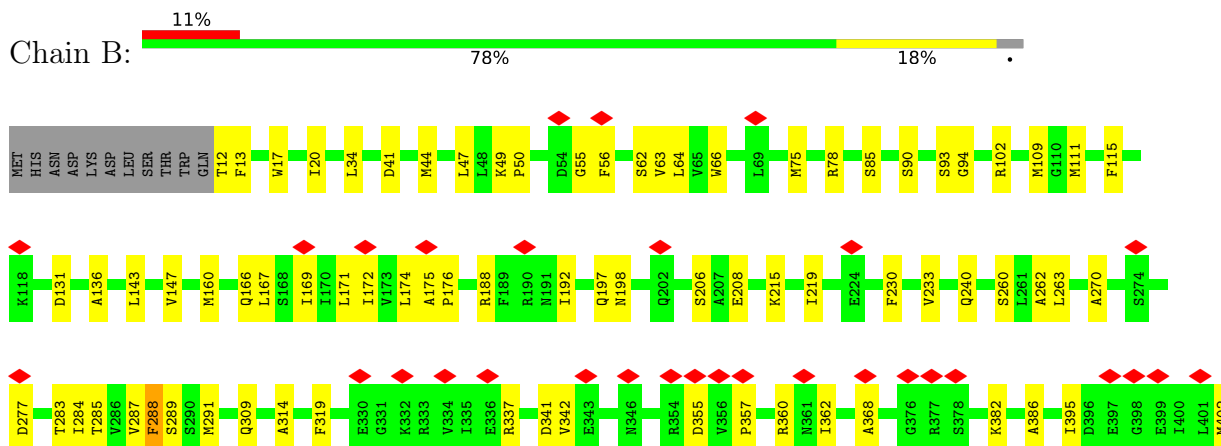 11%
Chain B:
78% 18% •
MET HIS ASN ASP LYS ASP LEU SER THR TRP GLN T12 F13 W17 I20 L34 D41 M44 L47 L48 K49 P50 D54 G55 F56 S62 V63 L64 V65 W66 L69 M75 R78 S85 S90 S93 G94 R102 M109 G110 M111 F115
K118 D131 A136 L143 V147 M160 Q166 L167 S168 I169 I170 L171 I172 V173 L174 A175 P176 R188 F189 R190 N191 I192 Q197 N198 Q202 S206 A207 E208 K215 I219 E224 F230 V233 Q240 S260 L261 A262 L263 A270 S274
D277 T283 I284 T285 V286 V287 F288 S289 S290 M291 Q309 A314 F319 E330 G331 K332 R333 V334 I335 E336 R337 D341 V342 E343 N346 R354 D355 V356 P357 R360 N361 I362 A368 G376 R377 S378 K382 A386 I395 D396 E397 G398 E399 I400 L401